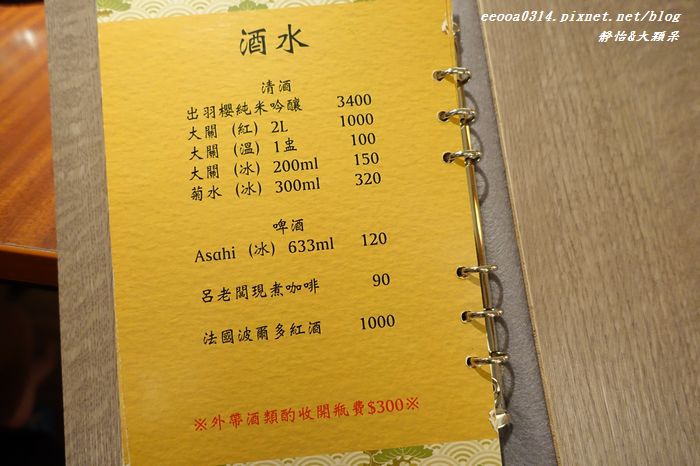 eeooa0314.pixnet.net/blog
靜怡&大顆呆
酒水
清酒
出羽櫻純米吟釀 3400
大關 (紅) 2L 1000
大關 (溫) 1盅 100
大關 (冰) 200ml 150
菊水 (冰) 300ml 320
啤酒
Asahi (冰) 633ml 120
呂老闆現煮咖啡 90
法國波爾多紅酒 1000
※外帶酒類酌收開瓶費$300※